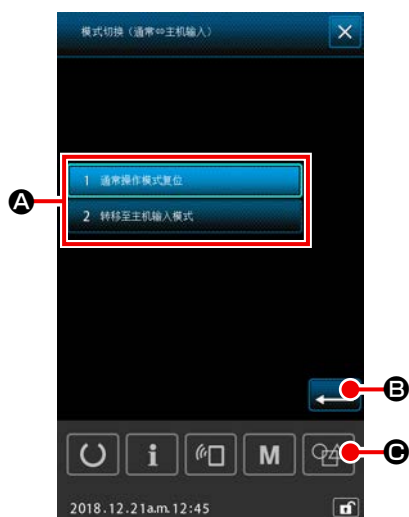 模式切换（通常⇔主机输入）
1 通常操作模式复位
A
2 转移至主机输入模式
B
M
C
2018.12.21a.m.12:45